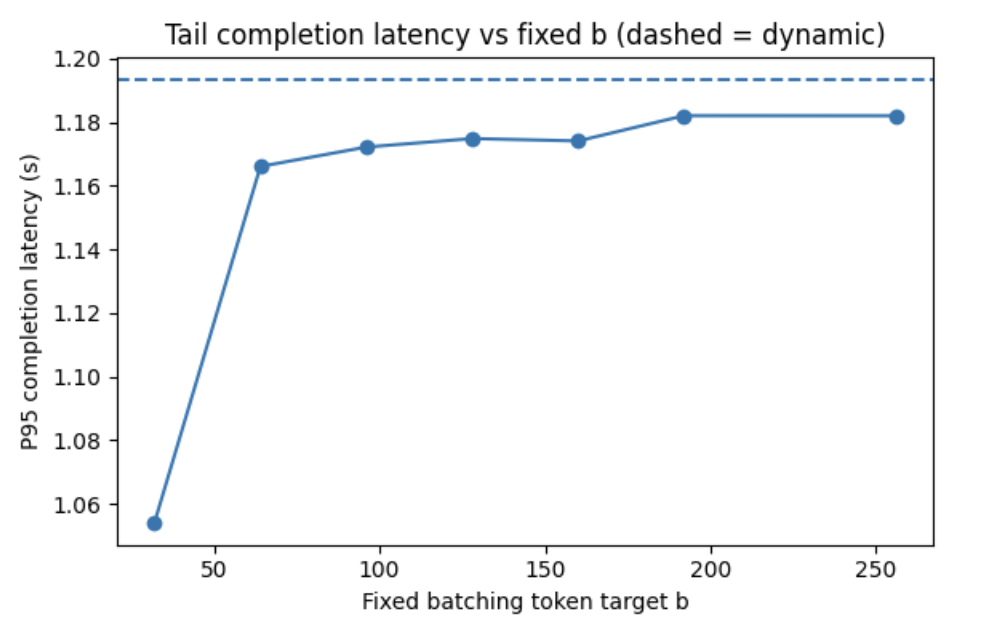 Tail completion latency vs fixed b (dashed = dynamic)
P95 completion latency (s)
1.20
1.18
1.16
1.14
1.12
1.10
1.08
1.06
50 100 150 200 250
Fixed batching token target b